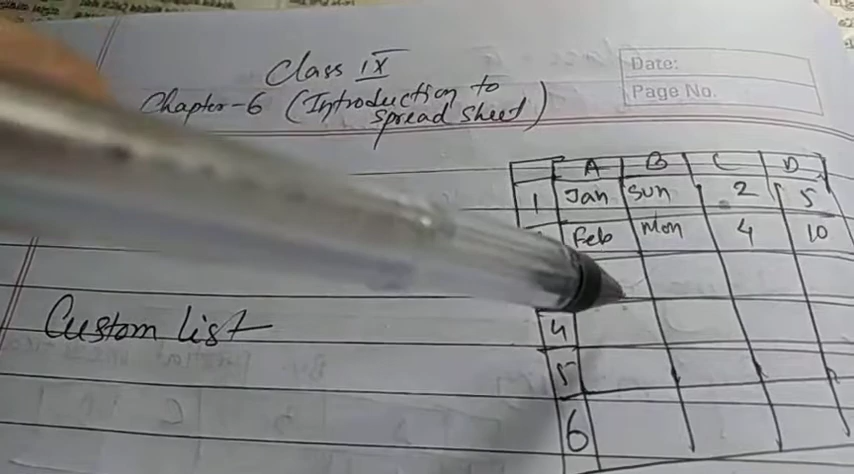 Class IX
Chapter-6 (Introduction to
Spread Sheet)
Date:
Page No.
A B C D
1 Jan Sun 2 5
Feb Mon 4 10
Custom list
4
5
6